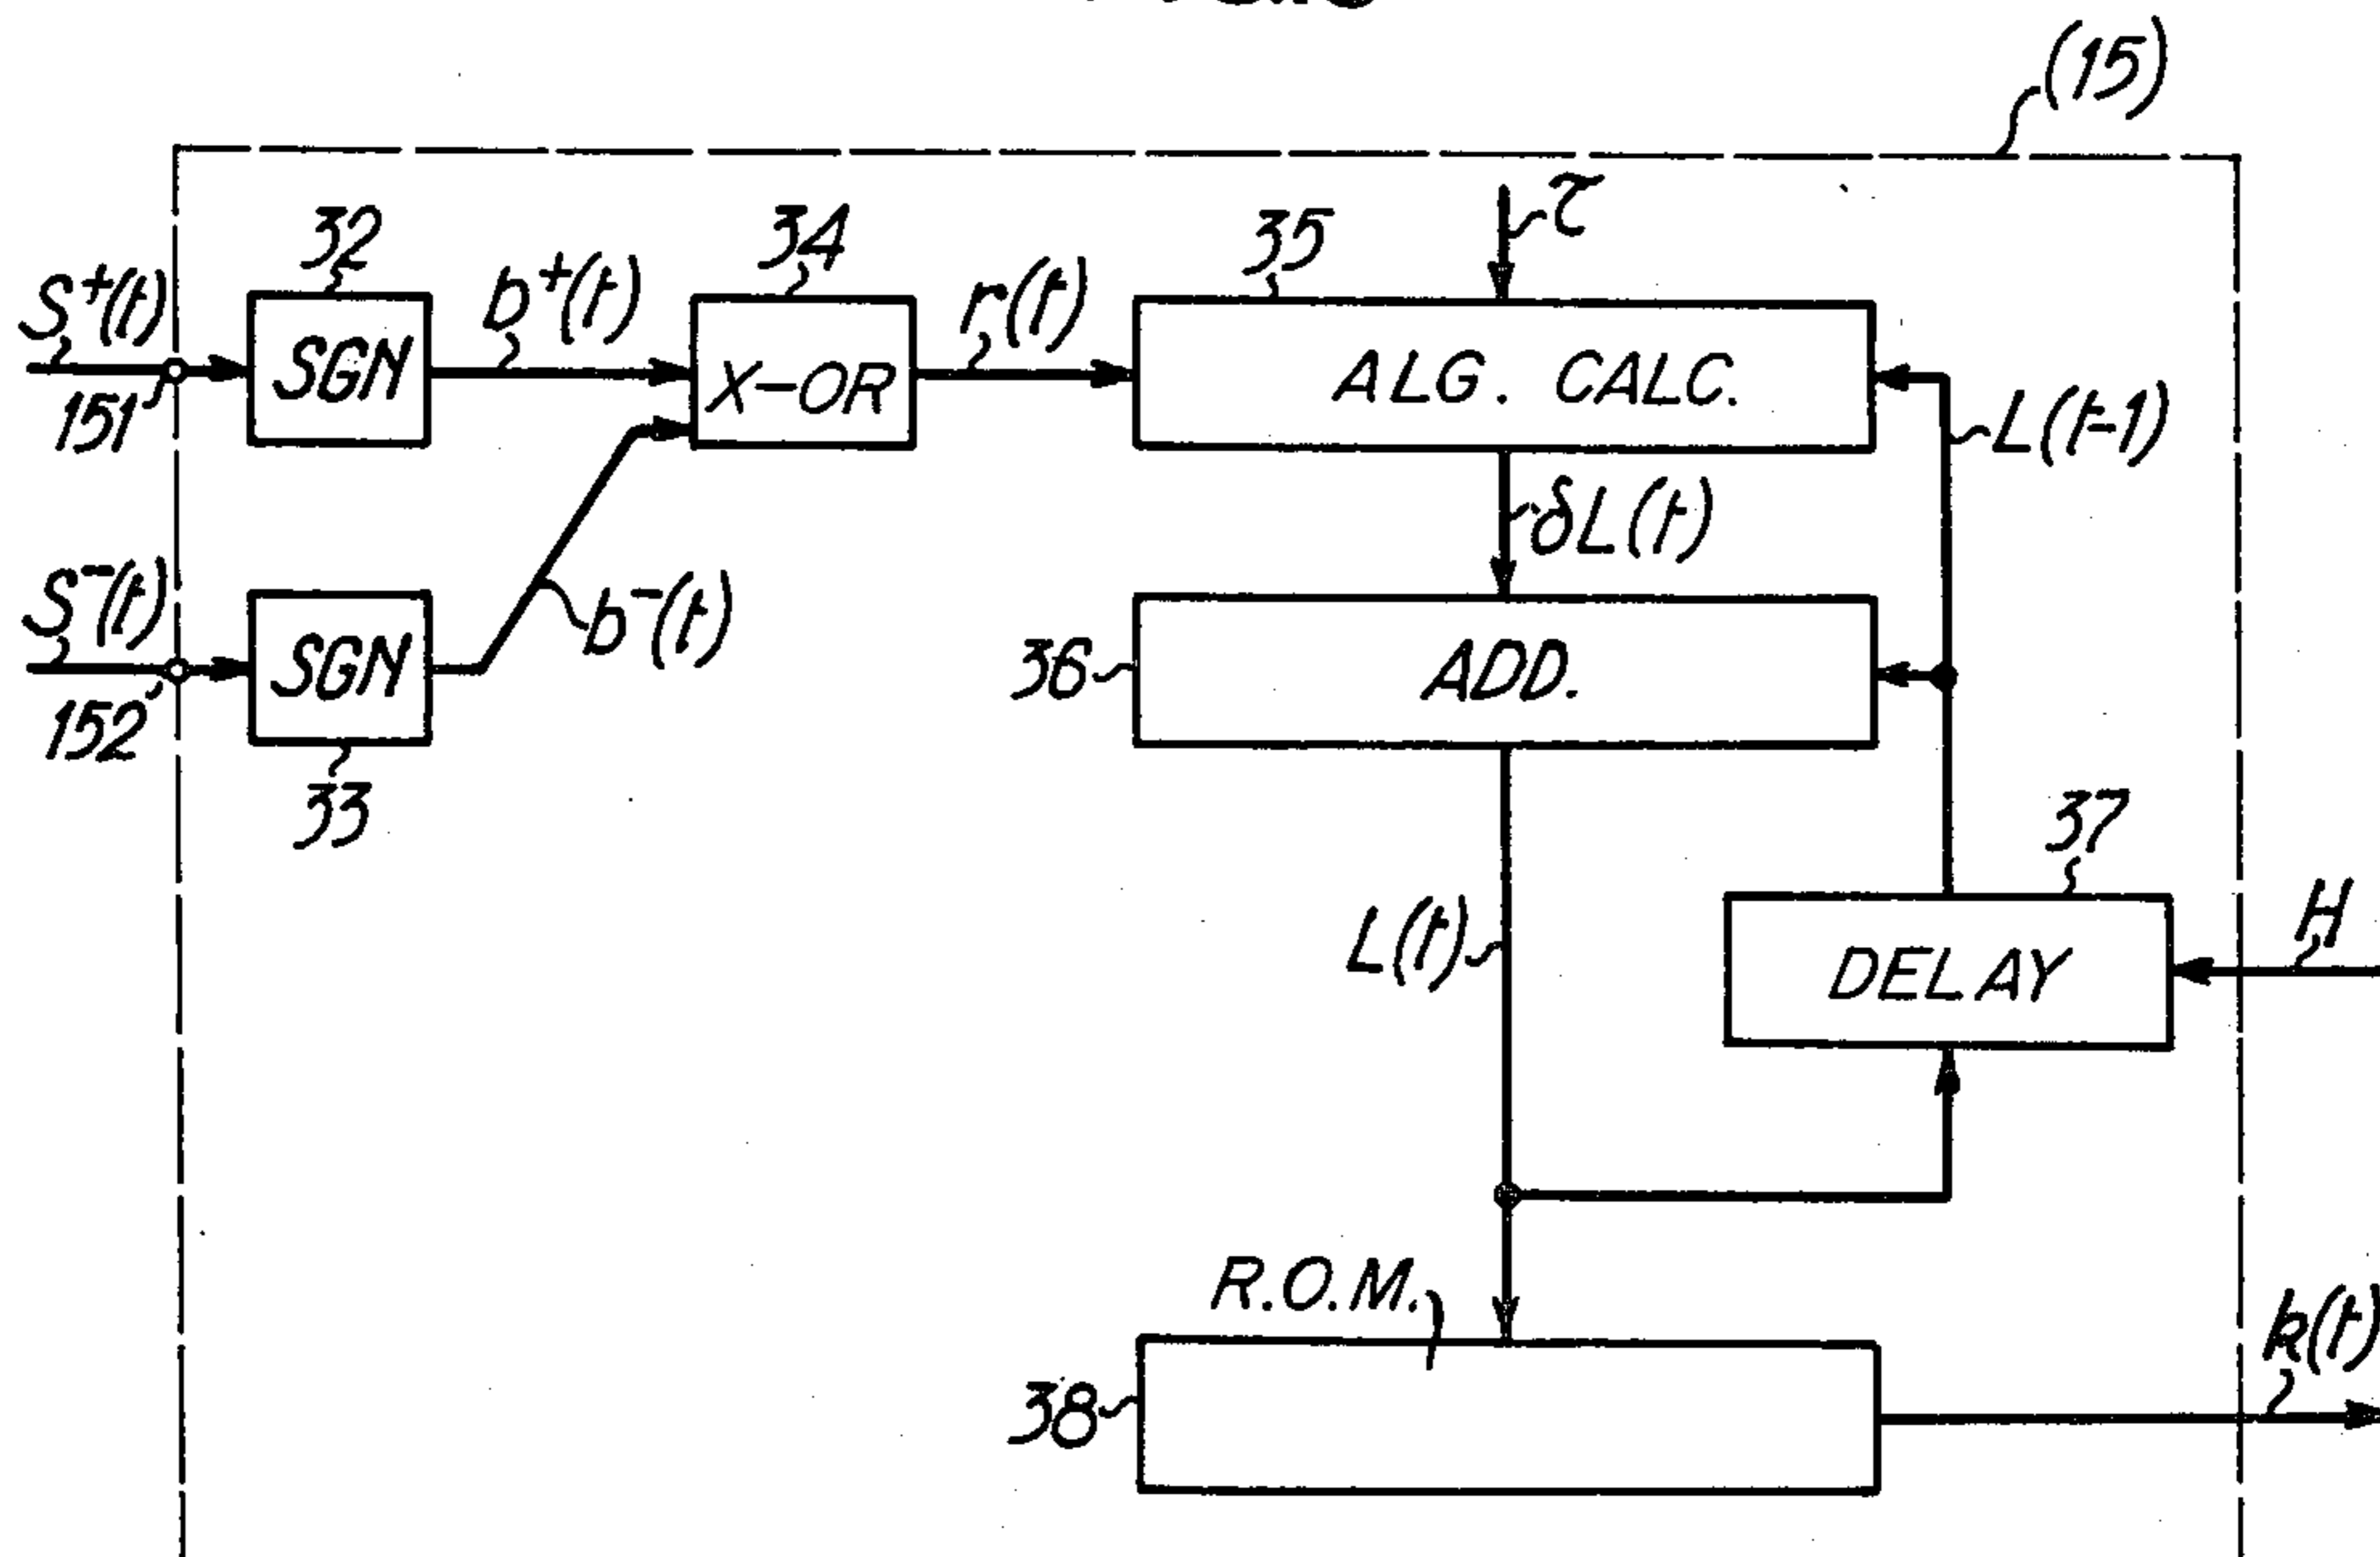 (15)
32
34
35
τ
S⁺(t)
b⁺(t)
r(t)
SGN
X-OR
ALG. CALC.
151
L(t-1)
δL(t)
S⁻(t)
b⁻(t)
SGN
36
ADD.
152
33
37
L(t)
H
DELAY
R.O.M.
k(t)
38